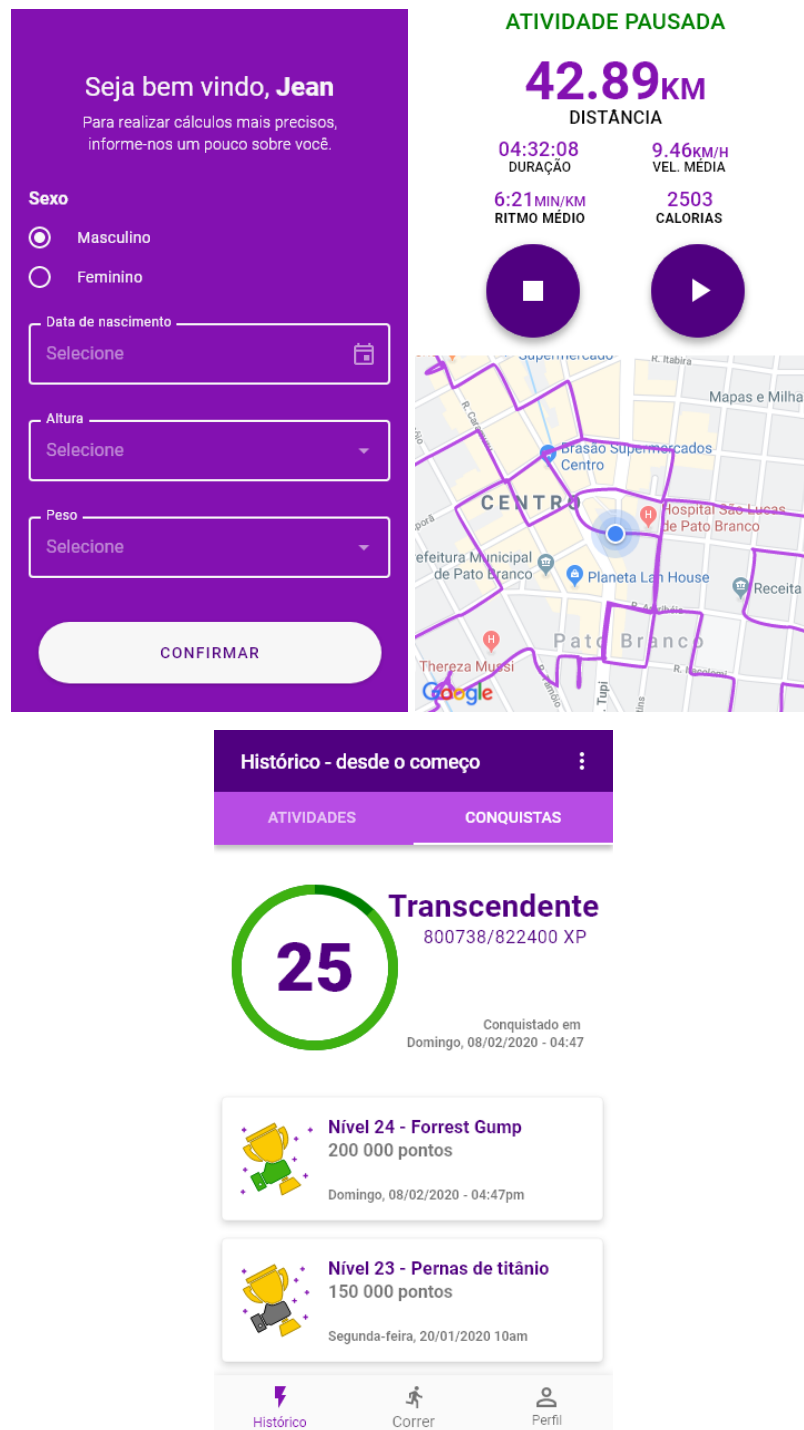 Seja bem vindo, Jean
Para realizar cálculos mais precisos,
informe-nos um pouco sobre você.
Sexo
Masculino
Feminino
Data de nascimento
Selecione
Altura
Selecione
Peso
Selecione
CONFIRMAR
ATIVIDADE PAUSADA
42.89KM
DISTÂNCIA
04:32:08
DURAÇÃO
9.46KM/H
VEL. MÉDIA
6:21MIN/KM
RITMO MÉDIO
2503
CALORIAS
Supermercado
R. Itabira
Mapas e Milha
R. Caramuru
Brasão Supermercados
Centro
CENTRO
Hospital São Lucas
de Pato Branco
efeitura Municipal
de Pato Branco
Planeta Lan House
Receita
Pato Branco
Thereza Mussi
R. Tamôio
. Tupi
Google
Histórico - desde o começo
ATIVIDADES
CONQUISTAS
25
Transcendente
800738/822400 XP
Conquistado em
Domingo, 08/02/2020 - 04:47
Nível 24 - Forrest Gump
200 000 pontos
Domingo, 08/02/2020 - 04:47pm
Nível 23 - Pernas de titânio
150 000 pontos
Segunda-feira, 20/01/2020 10am
Histórico
Correr
Perfil